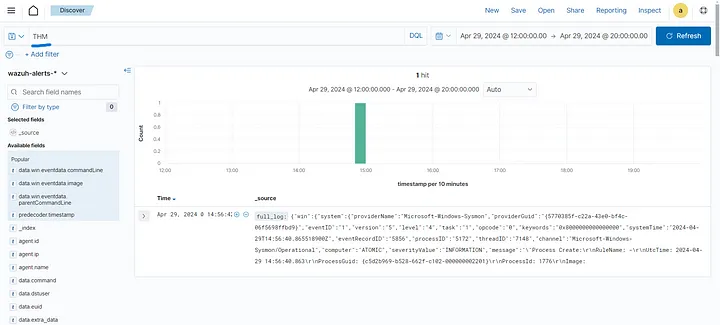 Discover
New Save Open Share Reporting Inspect a
THM
DQL
Apr 29, 2024 @ 12:00:00.00 → Apr 29, 2024 @ 20:00:00.00
Refresh
+ Add filter
wazuh-alerts-*
Search field names
Filter by type 0
Selected fields
_source
Available fields
Popular
data.win.eventdata.commandLine
data.win.eventdata.image
data.win.eventdata.
parentCommandLine
predecoder.timestamp
_index
agent.id
agent.ip
agent.name
data.command
data.dstuser
data.euid
data.extra_data
1 hit
Apr 29, 2024 @ 12:00:00.000 - Apr 29, 2024 @ 20:00:00.000 Auto
Count
1
0.8
0.6
0.4
0.2
0
12:00 13:00 14:00 15:00 16:00 17:00 18:00 19:00
timestamp per 10 minutes
Time _source
Apr 29, 2024 @ 14:56:42
full_log: {"win":{"system":{"providerName":"Microsoft-Windows-Sysmon","providerGuid":"{5770385f-c22a-43e0-bf4c-
06f5698ffbd9}","eventID":"1","version":"5","level":"4","task":"1","opcode":"0","keywords":"0x8000000000000000","systemTime":"2024-04-
29T14:56:40.865518900Z","eventRecordID":"5856","processID":"5172","threadID":"7148","channel":"Microsoft-Windows-
Sysmon/Operational","computer":"ATOMIC","severityValue":"INFORMATION","message":"\"Process Create:\r\nRuleName: -\r\nUtcTime: 2024-04-
29 14:56:40.863\r\nProcessGuid: {c5d2b969-b528-662f-c102-000000002201}\r\nProcessId: 1776\r\nImage: